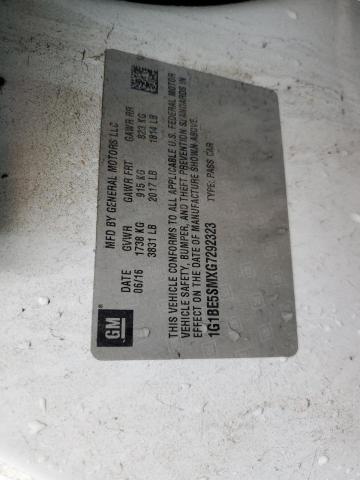 MFD BY GENERAL MOTORS LLC
DATE GVWR GAWR FRT GAWR RR
06/16 1738 KG 915 KG 823 KG
3831 LB 2017 LB 1814 LB
THIS VEHICLE CONFORMS TO ALL APPLICABLE U.S. FEDERAL MOTOR
VEHICLE SAFETY, BUMPER, AND THEFT PREVENTION STANDARDS IN
EFFECT ON THE DATE OF MANUFACTURE SHOWN ABOVE.
1G1BE5SMXG7292323 TYPE: PASS CAR
GM